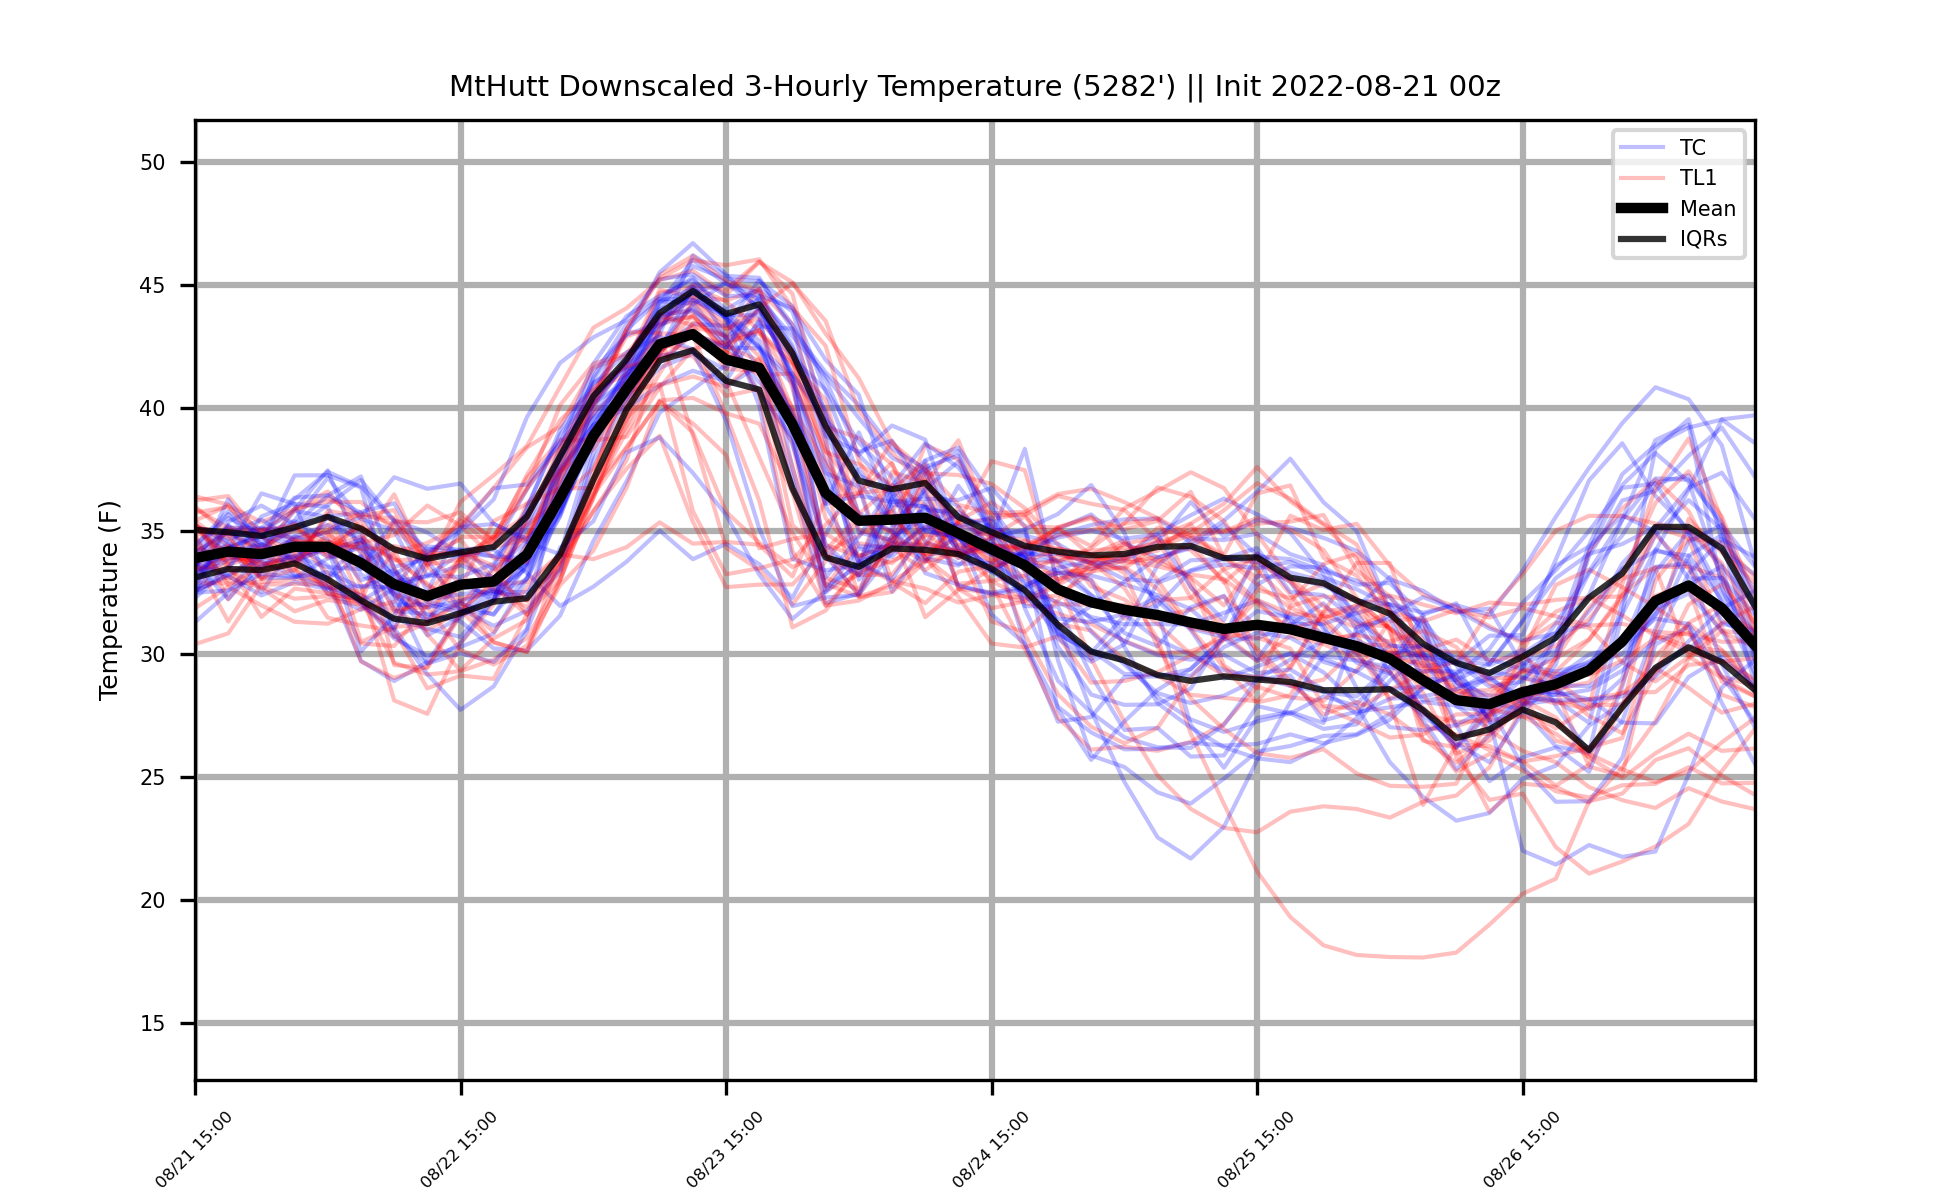 MtHutt Downscaled 3-Hourly Temperature (5282') || Init 2022-08-21 00z
TC
TL1
Mean
IQRs
Temperature (F)
50
45
40
35
30
25
20
15
08/21 15:00
08/22 15:00
08/23 15:00
08/24 15:00
08/25 15:00
08/26 15:00